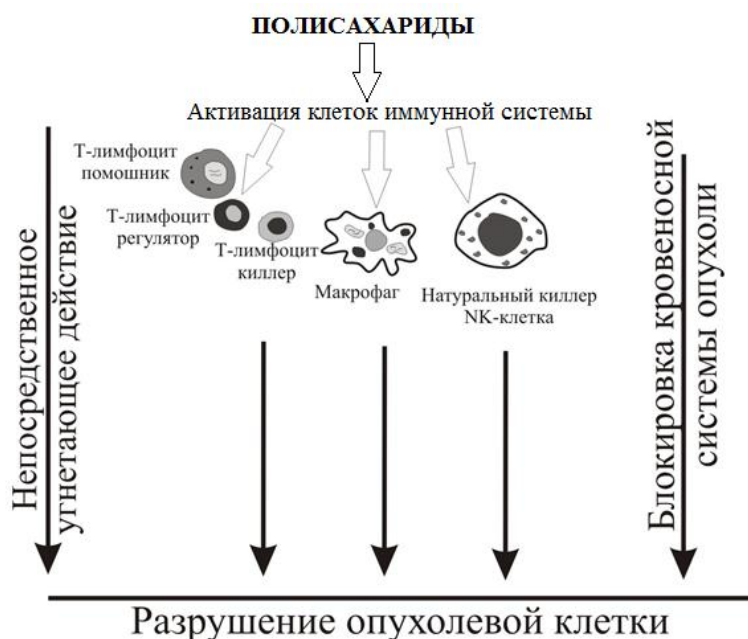 ПОЛИСАХАРИДЫ
Активация клеток иммунной системы
Т-лимфоцит
помошник
Т-лимфоцит
регулятор
Т-лимфоцит
киллер
Макрофаг
Натуральный киллер
NK-клетка
Непосредственное
угнетающее действие
Блокировка кровеносной
системы опухоли
Разрушение опухолевой клетки